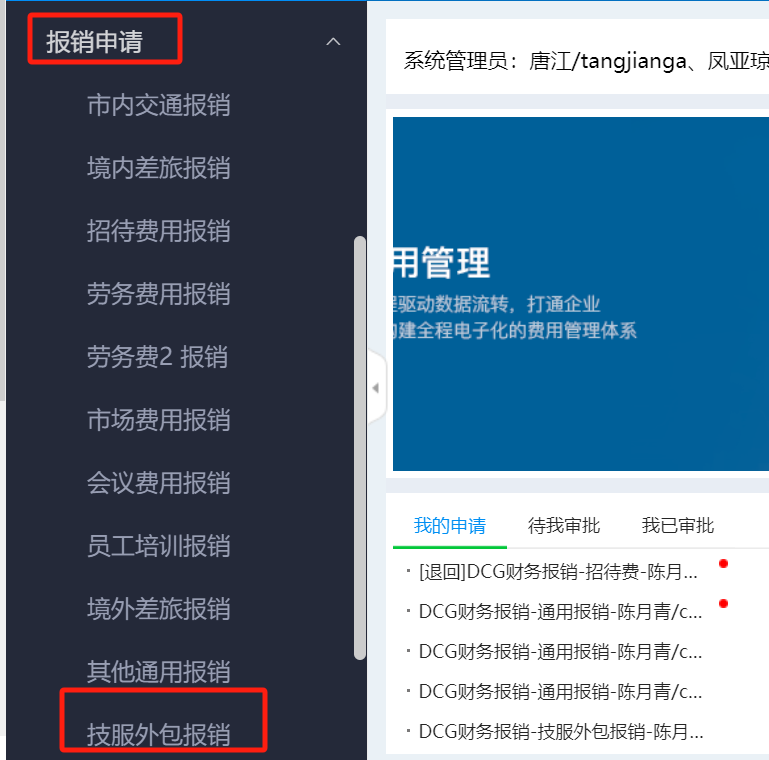 报销申请
市内交通报销
境内差旅报销
招待费用报销
劳务费用报销
劳务费2 报销
市场费用报销
会议费用报销
员工培训报销
境外差旅报销
其他通用报销
技服外包报销
系统管理员：唐江/tangjianga、凤亚琼
用管理
程驱动数据流转，打通企业
构建全程电子化的费用管理体系
我的申请 待我审批 我已审批
· [退回]DCG财务报销-招待费-陈月...
· DCG财务报销-通用报销-陈月青/c...
· DCG财务报销-通用报销-陈月青/c...
· DCG财务报销-通用报销-陈月青/c...
· DCG财务报销-技服外包报销-陈月...